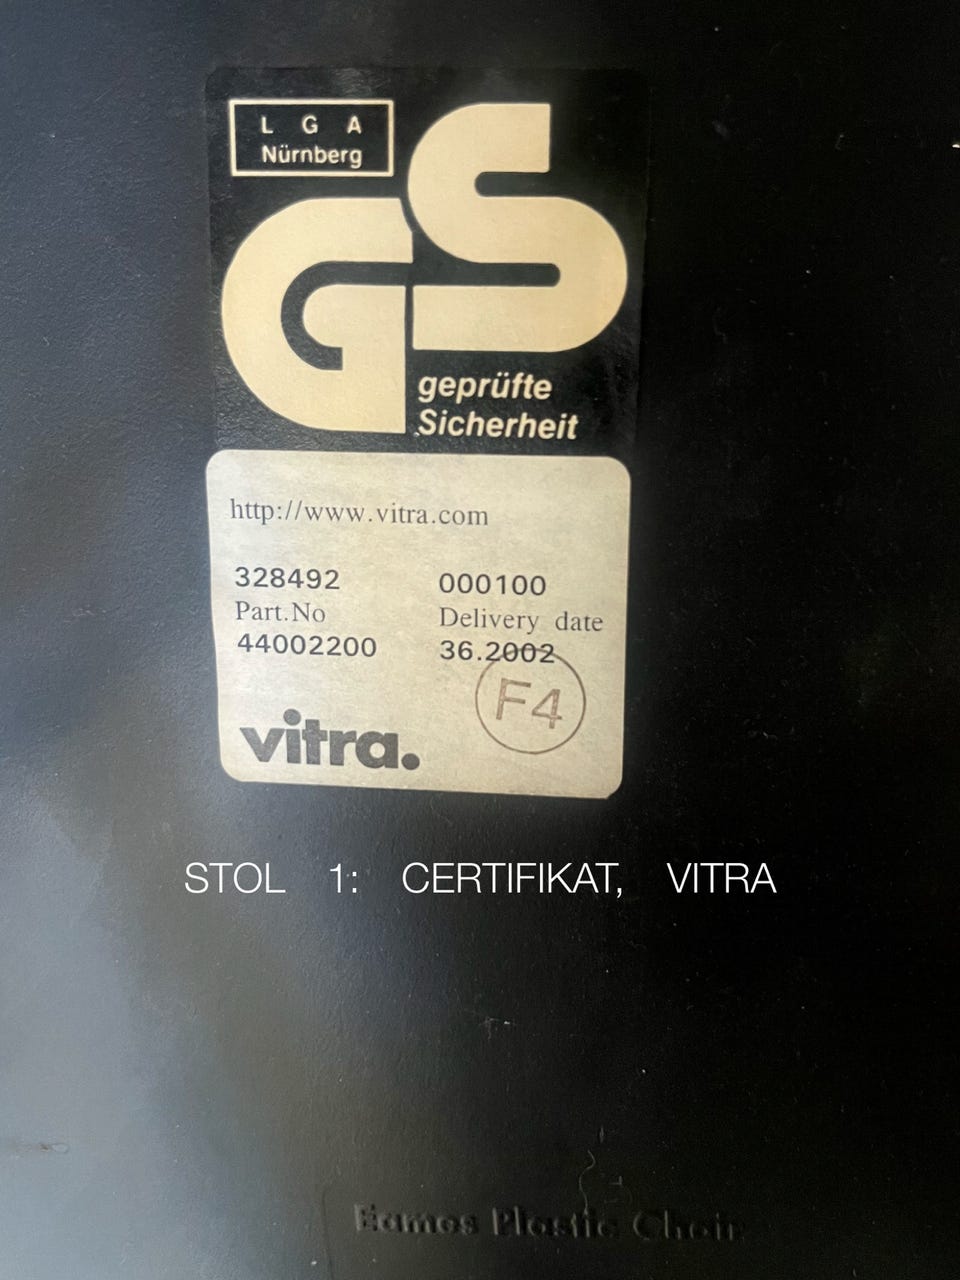 L G A
Nürnberg
GS
geprüfte
Sicherheit
http://www.vitra.com
328492 000100
Part.No Delivery date
44002200 36.2002
F4
vitra.
STOL 1: CERTIFIKAT, VITRA
Eames Plastic Chair